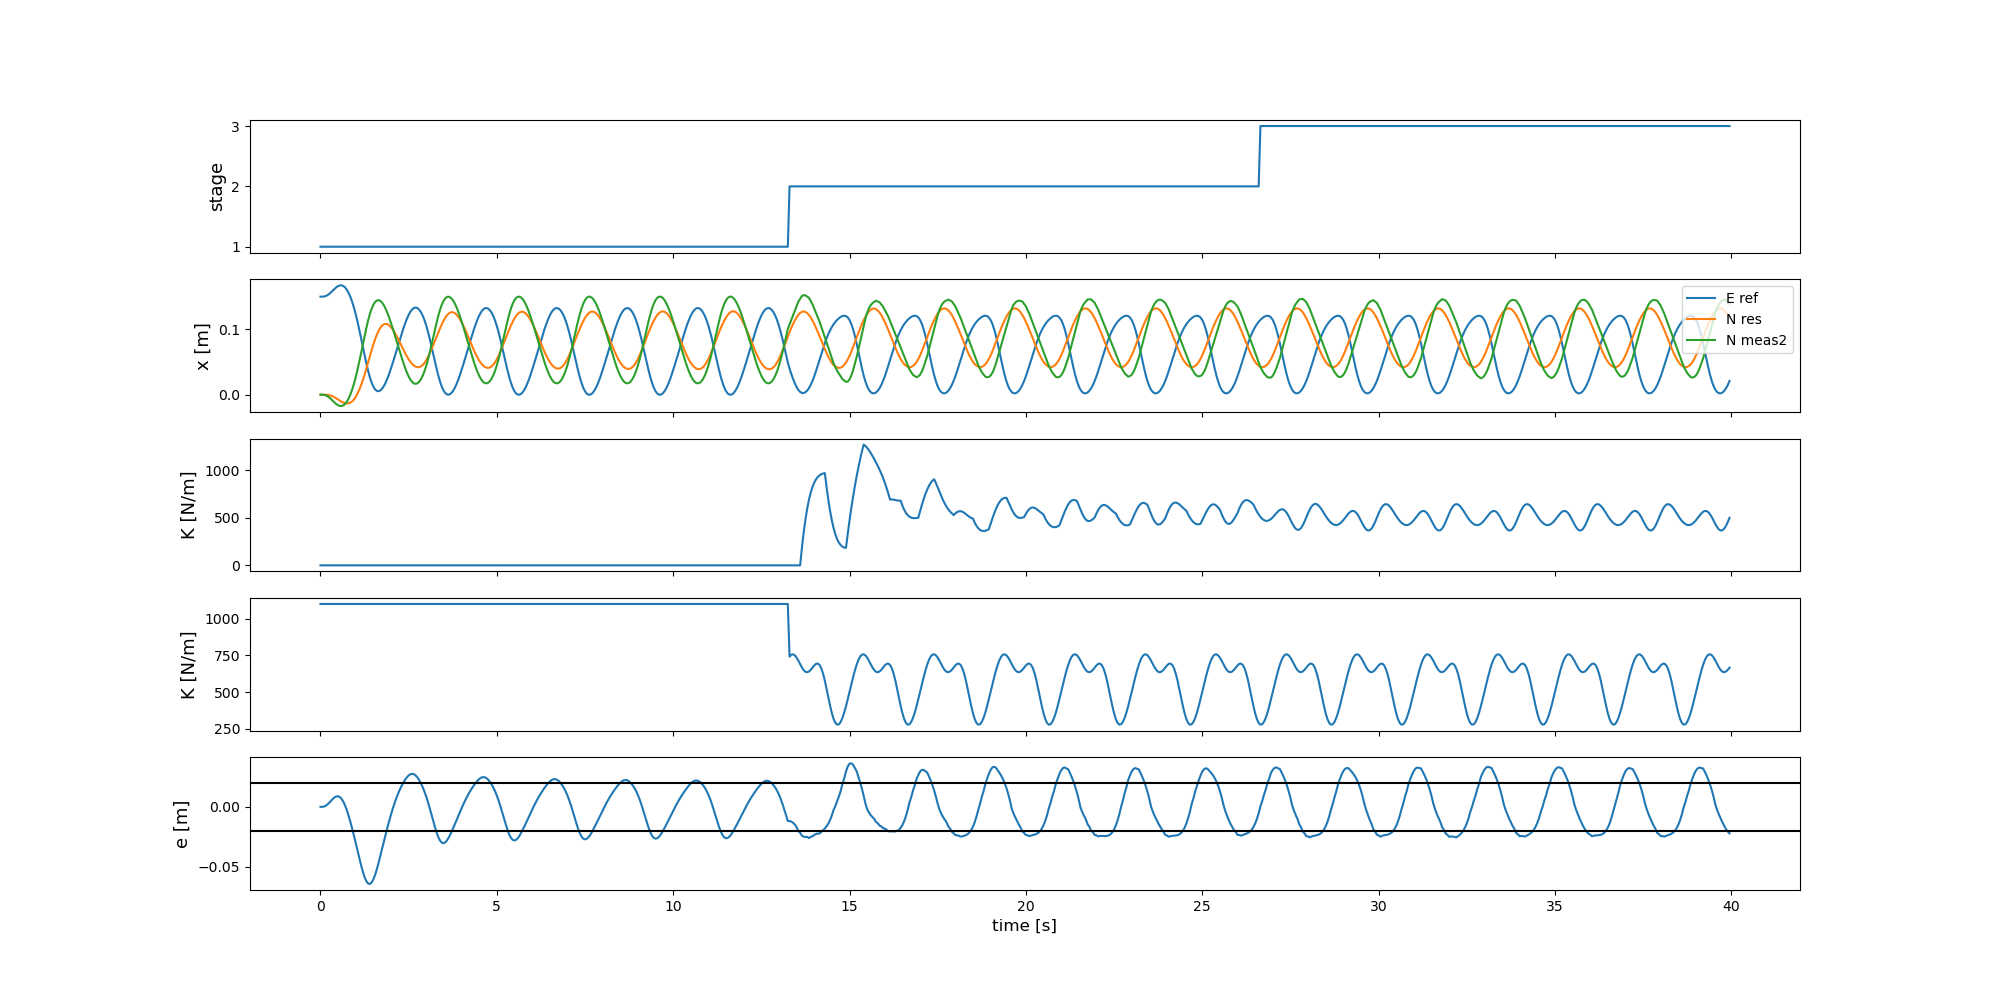 stage
3
2
1
x [m]
0.1
0.0
E ref
N res
N meas2
K [N/m]
1000
500
0
K [N/m]
1000
750
500
250
e [m]
0.00
−0.05
0 5 10 15 20 25 30 35 40
time [s]